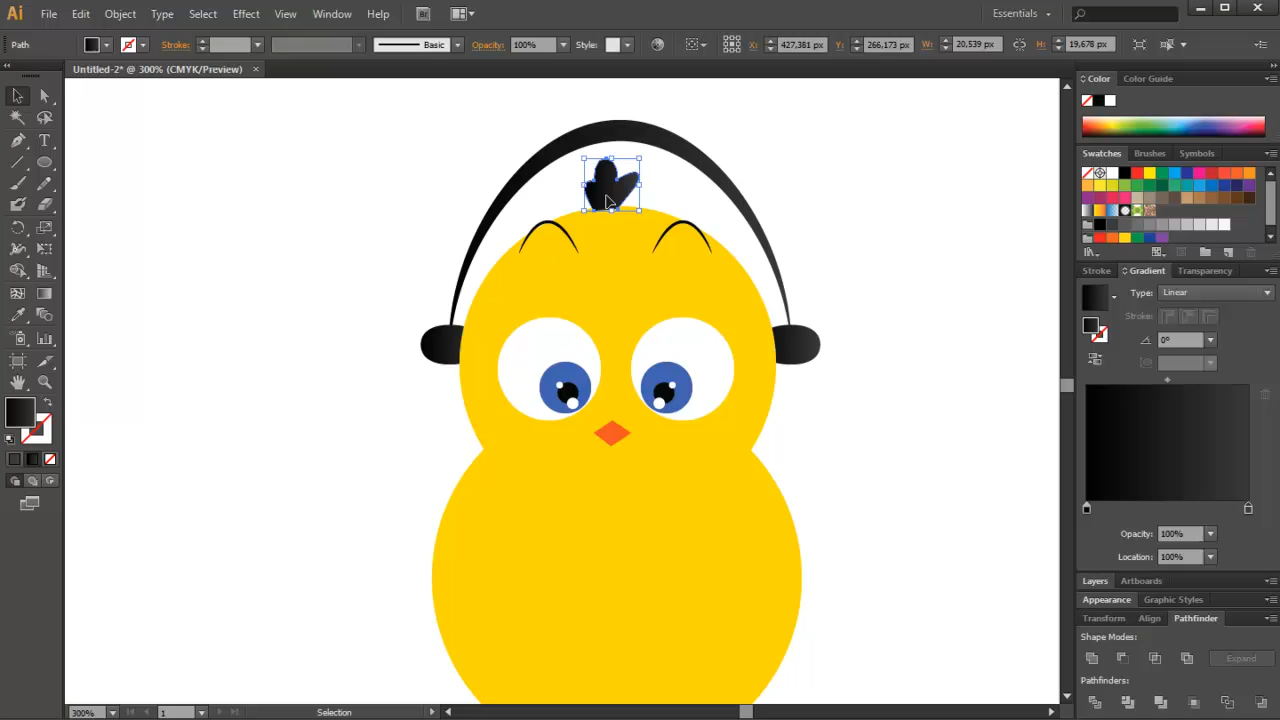 Ai File Edit Object Type Select Effect View Window Help Br Essentials
Path Stroke: Basic Opacity: 100% Style: X: 427,381 px Y: 266,173 px W: 20,539 px H: 19,678 px
Untitled-2* @ 300% (CMYK/Preview)
Color Color Guide
Swatches Brushes Symbols
Stroke Gradient Transparency
Type: Linear
Stroke:
0°
Opacity: 100%
Location: 100%
Layers Artboards
Appearance Graphic Styles
Transform Align Pathfinder
Shape Modes:
Expand
Pathfinders:
300% 1 Selection